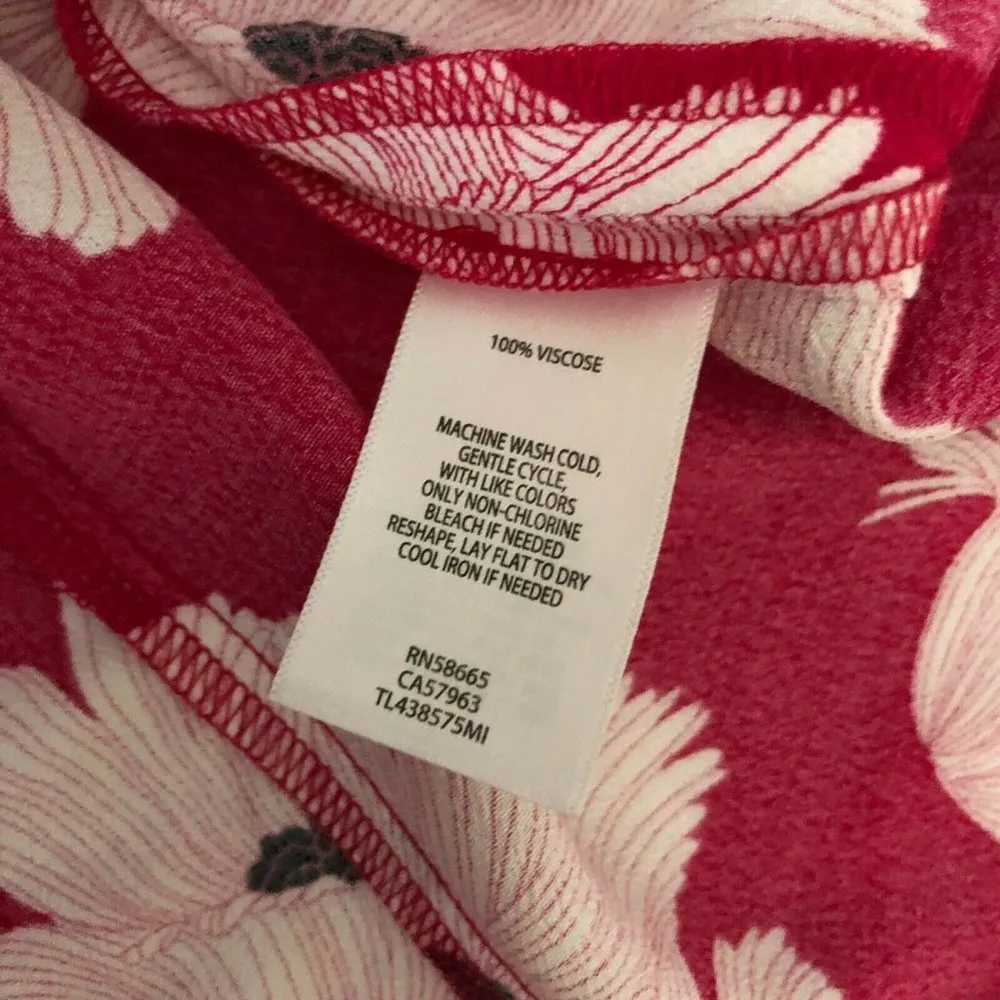 100% VISCOSE
MACHINE WASH COLD,
GENTLE CYCLE,
WITH LIKE COLORS
ONLY NON-CHLORINE
BLEACH IF NEEDED
RESHAPE, LAY FLAT TO DRY
COOL IRON IF NEEDED
RN58665
CA57963
TL438575MI